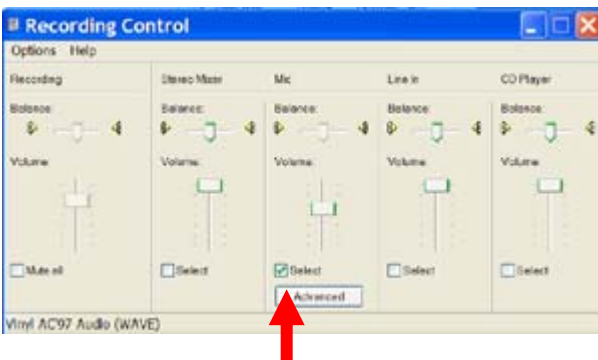 Recording Control
Options Help
Recording Stereo Mixer Mic Line In CD Player
Balance: Balance: Balance: Balance: Balance:
Volume: Volume: Volume: Volume: Volume:
Mute all Select Select Select Select
Advanced
Vinyl AC'97 Audio (WAVE)